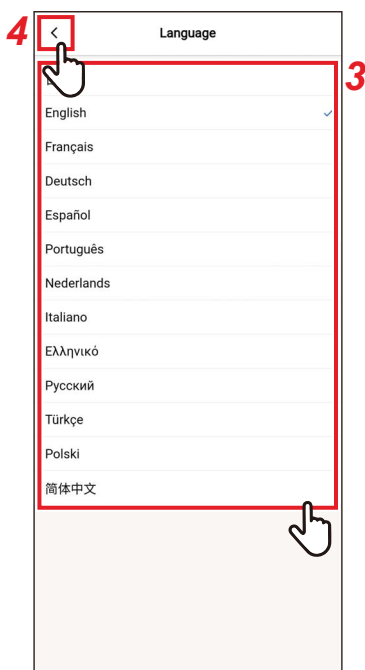 4
Language
3
English
Français
Deutsch
Español
Português
Nederlands
Italiano
Ελληνικό
Русский
Türkçe
Polski
简体中文